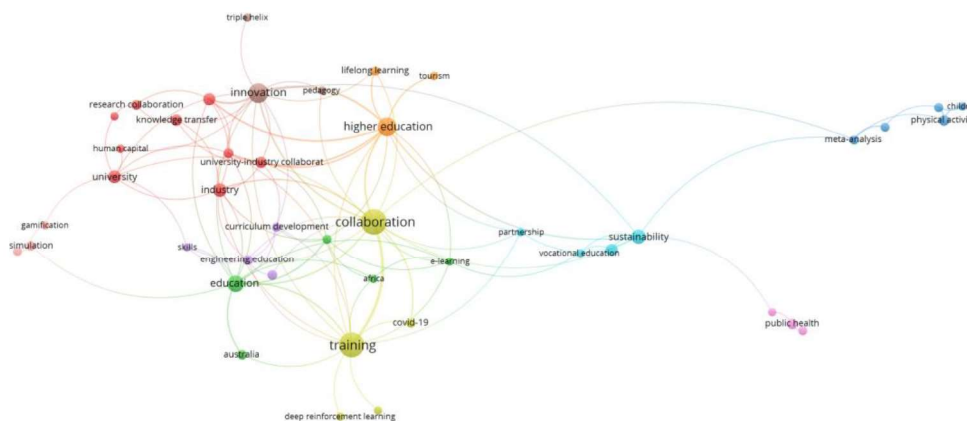 triple helix
lifelong learning
tourism
innovation
pedagogy
research collaboration
knowledge transfer
higher education
human capital
university-industry collaborat
university
industry
childr
physical activi
meta-analysis
gamification
simulation
collaboration
curriculum development
skills
engineering education
partnership
sustainability
vocational education
e-learning
education
africa
covid-19
public health
training
australia
deep reinforcement learning